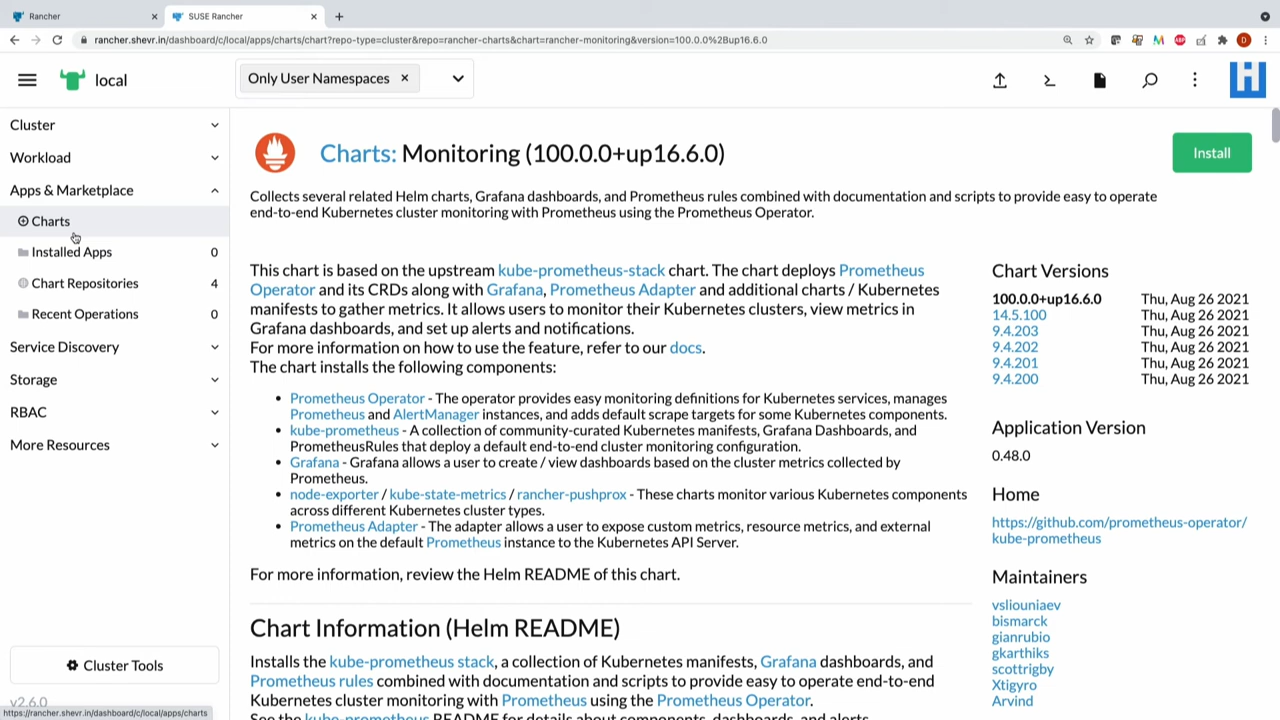 Rancher
SUSE Rancher
rancher.shevr.in/dashboard/c/local/apps/charts/chart?repo-type=cluster&repo=rancher-charts&chart=rancher-monitoring&version=100.0.0%2Bup16.6.0
ABP
D
local
Only User Namespaces
H
Cluster
Workload
Apps & Marketplace
Charts
Installed Apps 0
Chart Repositories 4
Recent Operations 0
Service Discovery
Storage
RBAC
More Resources
Cluster Tools
v2.6.0
https://rancher.shevr.in/dashboard/c/local/apps/charts
Charts: Monitoring (100.0.0+up16.6.0)
Install
Collects several related Helm charts, Grafana dashboards, and Prometheus rules combined with documentation and scripts to provide easy to operate
end-to-end Kubernetes cluster monitoring with Prometheus using the Prometheus Operator.
This chart is based on the upstream kube-prometheus-stack chart. The chart deploys Prometheus
Operator and its CRDs along with Grafana, Prometheus Adapter and additional charts / Kubernetes
manifests to gather metrics. It allows users to monitor their Kubernetes clusters, view metrics in
Grafana dashboards, and set up alerts and notifications.
For more information on how to use the feature, refer to our docs.
The chart installs the following components:
• Prometheus Operator - The operator provides easy monitoring definitions for Kubernetes services, manages
Prometheus and AlertManager instances, and adds default scrape targets for some Kubernetes components.
• kube-prometheus - A collection of community-curated Kubernetes manifests, Grafana Dashboards, and
PrometheusRules that deploy a default end-to-end cluster monitoring configuration.
• Grafana - Grafana allows a user to create / view dashboards based on the cluster metrics collected by
Prometheus.
• node-exporter / kube-state-metrics / rancher-pushprox - These charts monitor various Kubernetes components
across different Kubernetes cluster types.
• Prometheus Adapter - The adapter allows a user to expose custom metrics, resource metrics, and external
metrics on the default Prometheus instance to the Kubernetes API Server.
For more information, review the Helm README of this chart.
Chart Information (Helm README)
Installs the kube-prometheus stack, a collection of Kubernetes manifests, Grafana dashboards, and
Prometheus rules combined with documentation and scripts to provide easy to operate end-to-end
Kubernetes cluster monitoring with Prometheus using the Prometheus Operator.
See the kube-prometheus README for details about components, dashboards, and alerts.
Chart Versions
100.0.0+up16.6.0 Thu, Aug 26 2021
14.5.100 Thu, Aug 26 2021
9.4.203 Thu, Aug 26 2021
9.4.202 Thu, Aug 26 2021
9.4.201 Thu, Aug 26 2021
9.4.200 Thu, Aug 26 2021
Application Version
0.48.0
Home
https://github.com/prometheus-operator/
kube-prometheus
Maintainers
vsliouniaev
bismarck
gianrubio
gkarthiks
scottrigby
Xtigyro
Arvind